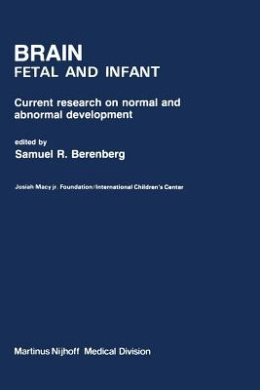 BRAIN
FETAL AND INFANT
Current research on normal and
abnormal development
edited by
Samuel R. Berenberg
Josiah Macy jr. Foundation/International Children's Center
Martinus Nijhoff Medical Division